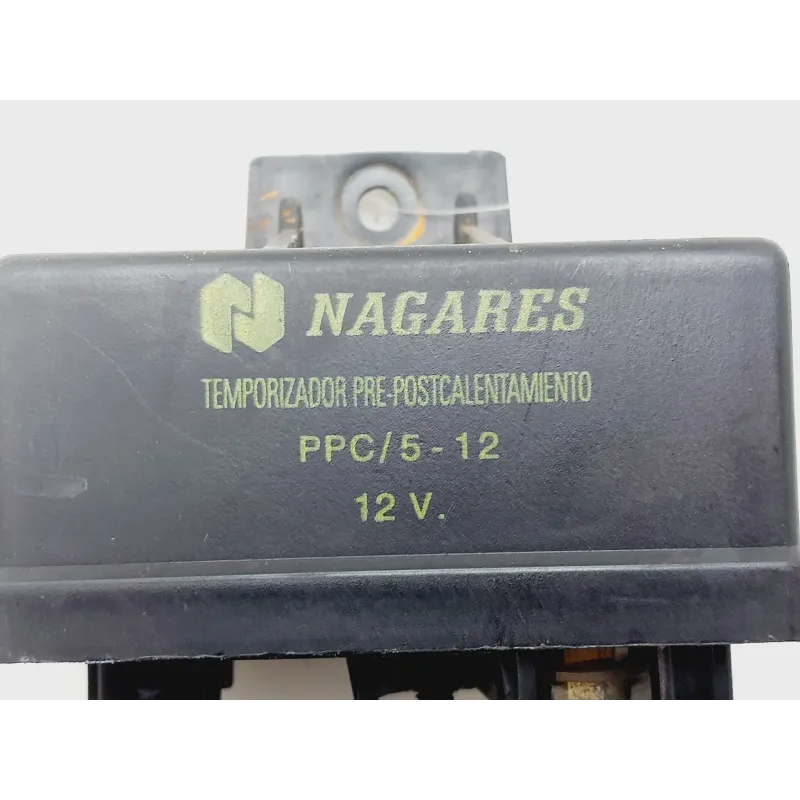 NAGARES
TEMPORIZADOR PRE-POSTCALENTAMIENTO
PPC/5-12
12 V.